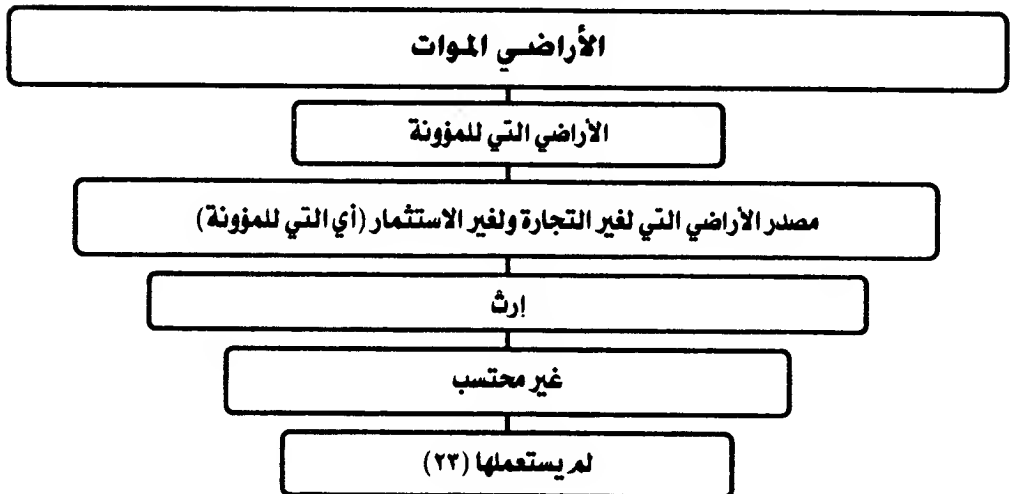 الأراضي الموات
الأراضي التي للمؤونة
مصدر الأراضي التي لغير التجارة ولغير الاستثمار (أي التي للمؤونة)
إرث
غير محتسب
لم يستعملها (٢٣)